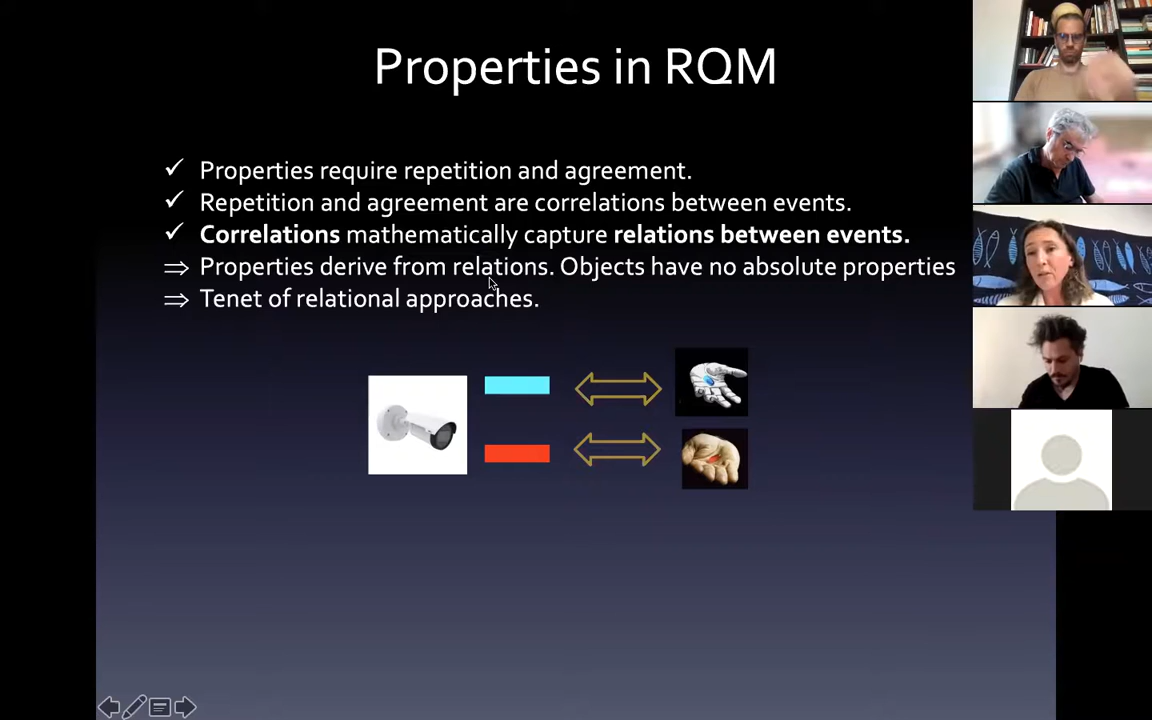 Properties in RQM
✓ Properties require repetition and agreement.
✓ Repetition and agreement are correlations between events.
✓ Correlations mathematically capture relations between events.
⇒ Properties derive from relations. Objects have no absolute properties
⇒ Tenet of relational approaches.